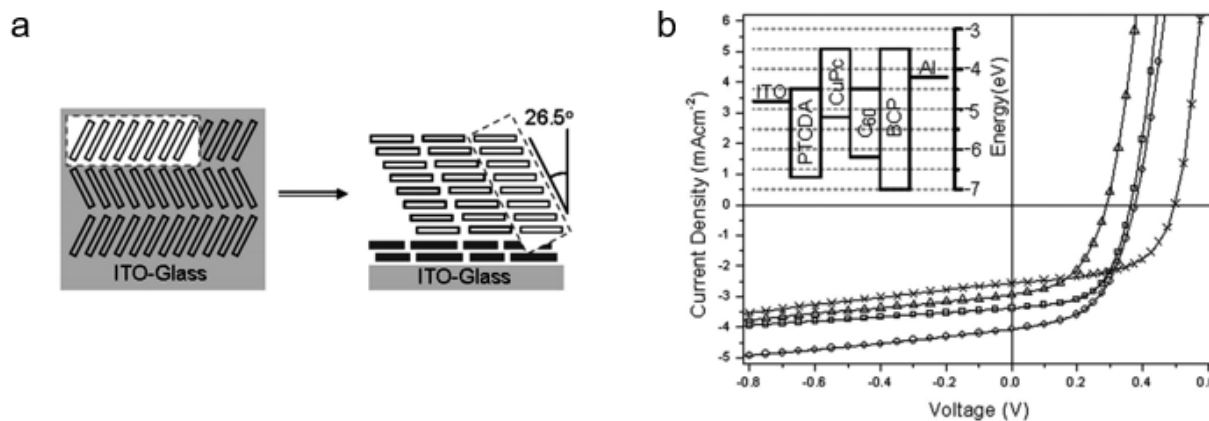 a
ITO-Glass
26.5°
ITO-Glass
b
Current Density (mAcm⁻²)
6
5
4
3
2
1
0
-1
-2
-3
-4
-5
-0.8
-0.6
-0.4
-0.2
0.0
0.2
0.4
Voltage (V)
ITO
PTCDA
CuPc
C60
BCP
Al
-3
-4
-5
-6
-7
Energy(eV)